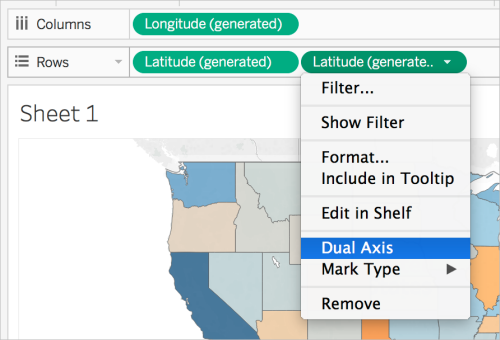 Columns Longitude (generated)
Rows Latitude (generated) Latitude (generate..
Filter...
Sheet 1
Show Filter
Format...
Include in Tooltip
Edit in Shelf
Dual Axis
Mark Type
Remove